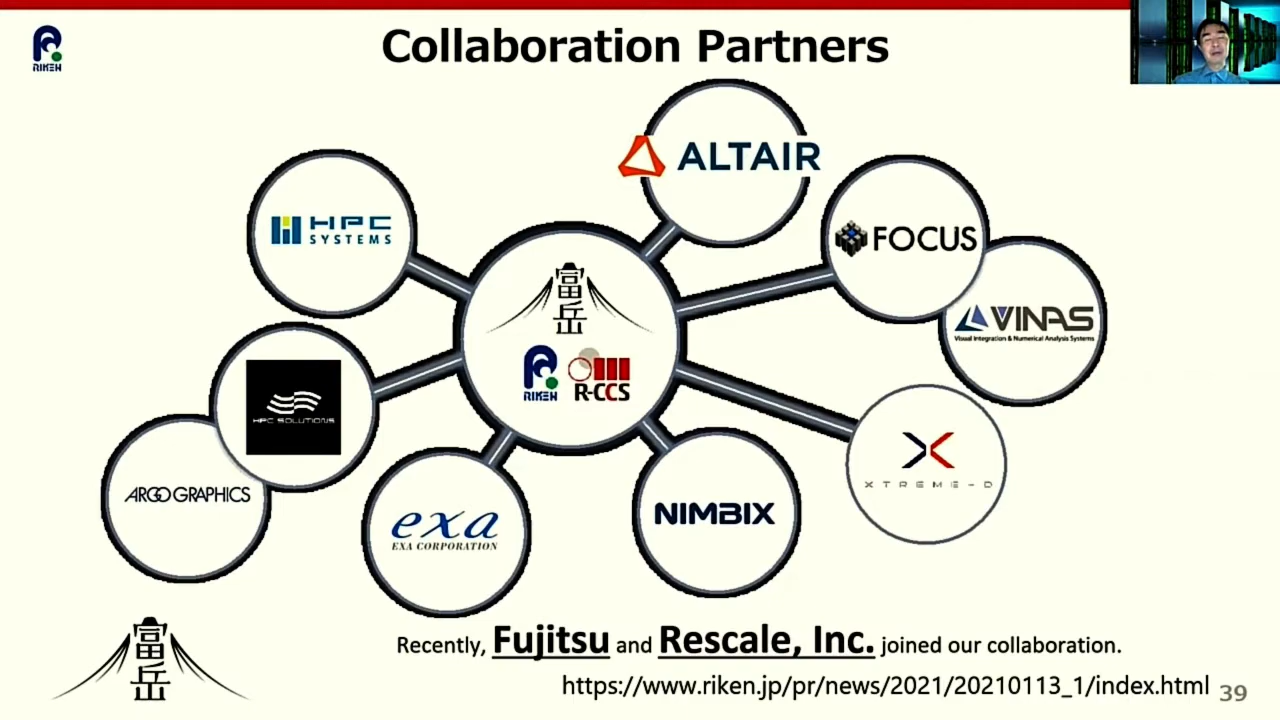 RIKEN
Collaboration Partners
ALTAIR
HPC
SYSTEMS
FOCUS
VINAS
Visual Integration & Numerical Analysis Systems
富岳
RIKEN
R-CCS
HPC SOLUTIONS
ARGO GRAPHICS
exa
EXA CORPORATION
NIMBIX
XTREME-D
富岳
Recently, Fujitsu and Rescale, Inc. joined our collaboration.
https://www.riken.jp/pr/news/2021/20210113_1/index.html
39